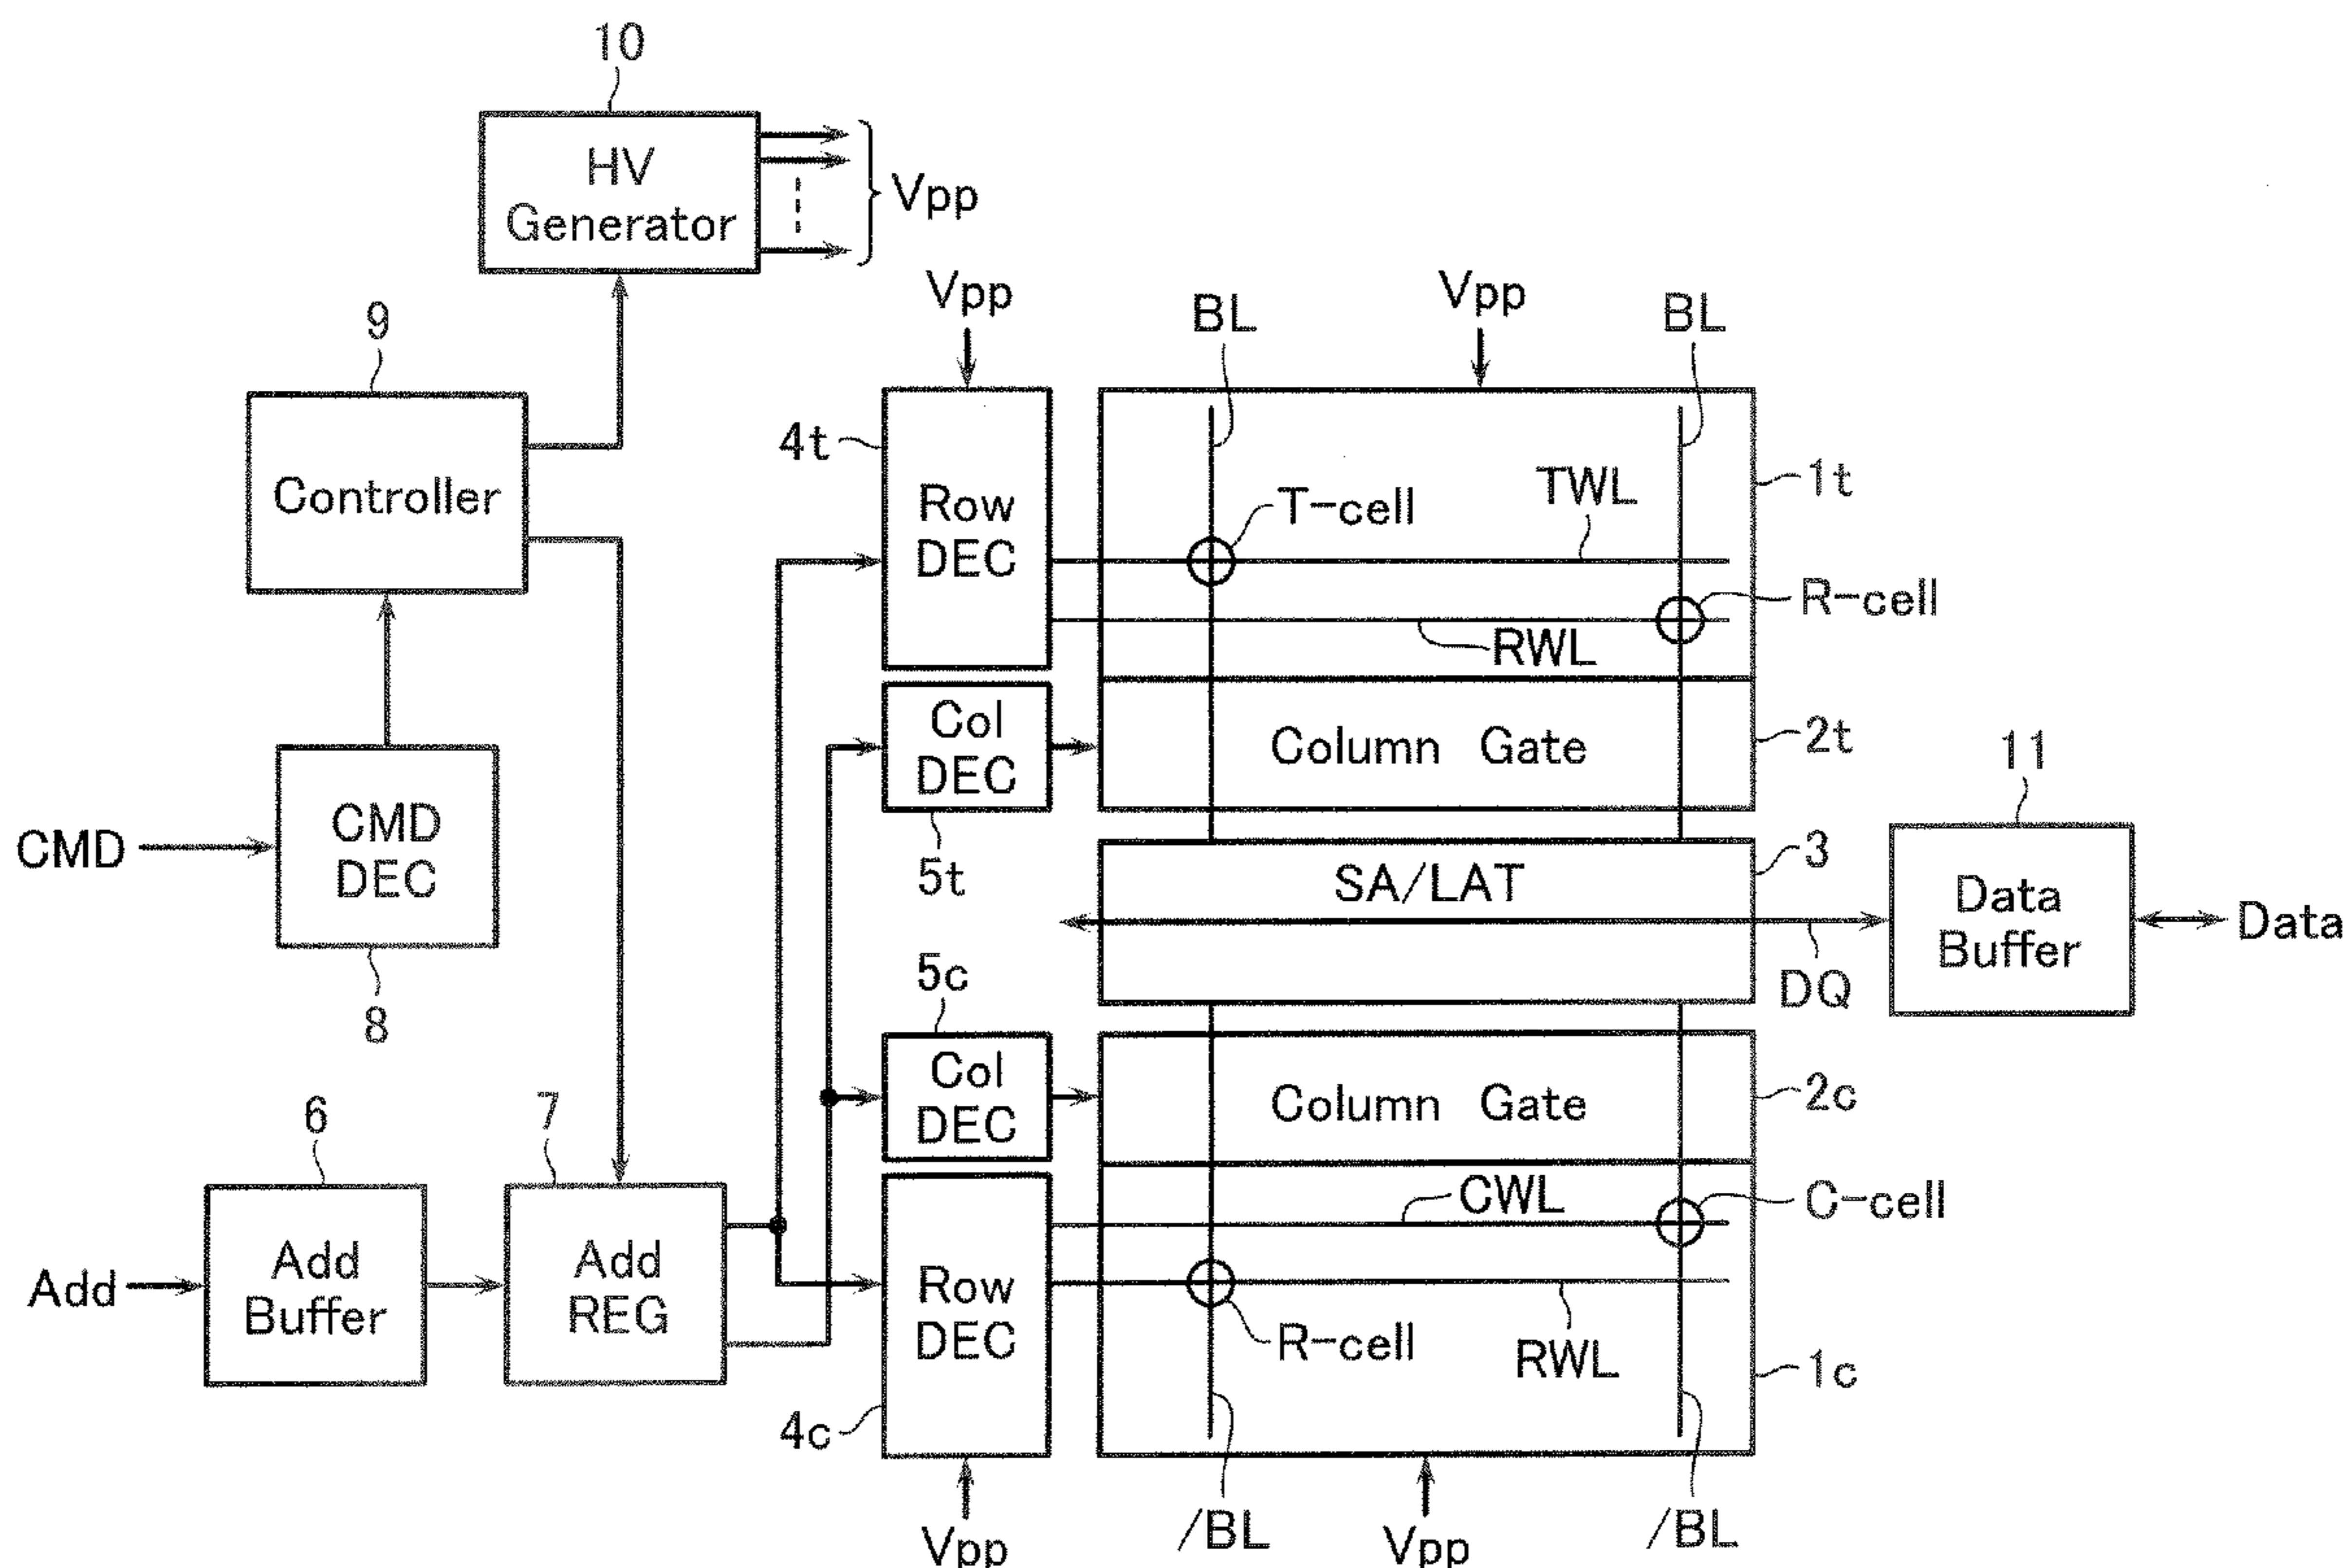 10
HV
Generator
Vpp
Vpp
Vpp
BL
BL
9
Controller
4t
Row
DEC
T-cell
TWL
1t
R-cell
RWL
Col
DEC
5t
Column Gate
2t
11
CMD
CMD
DEC
8
SA/LAT
3
Data
Buffer
Data
DQ
5c
Col
DEC
Column Gate
2c
6
7
CWL
C-cell
Add
Add
Buffer
Add
REG
Row
DEC
R-cell
RWL
1c
4c
Vpp
/BL
Vpp
/BL